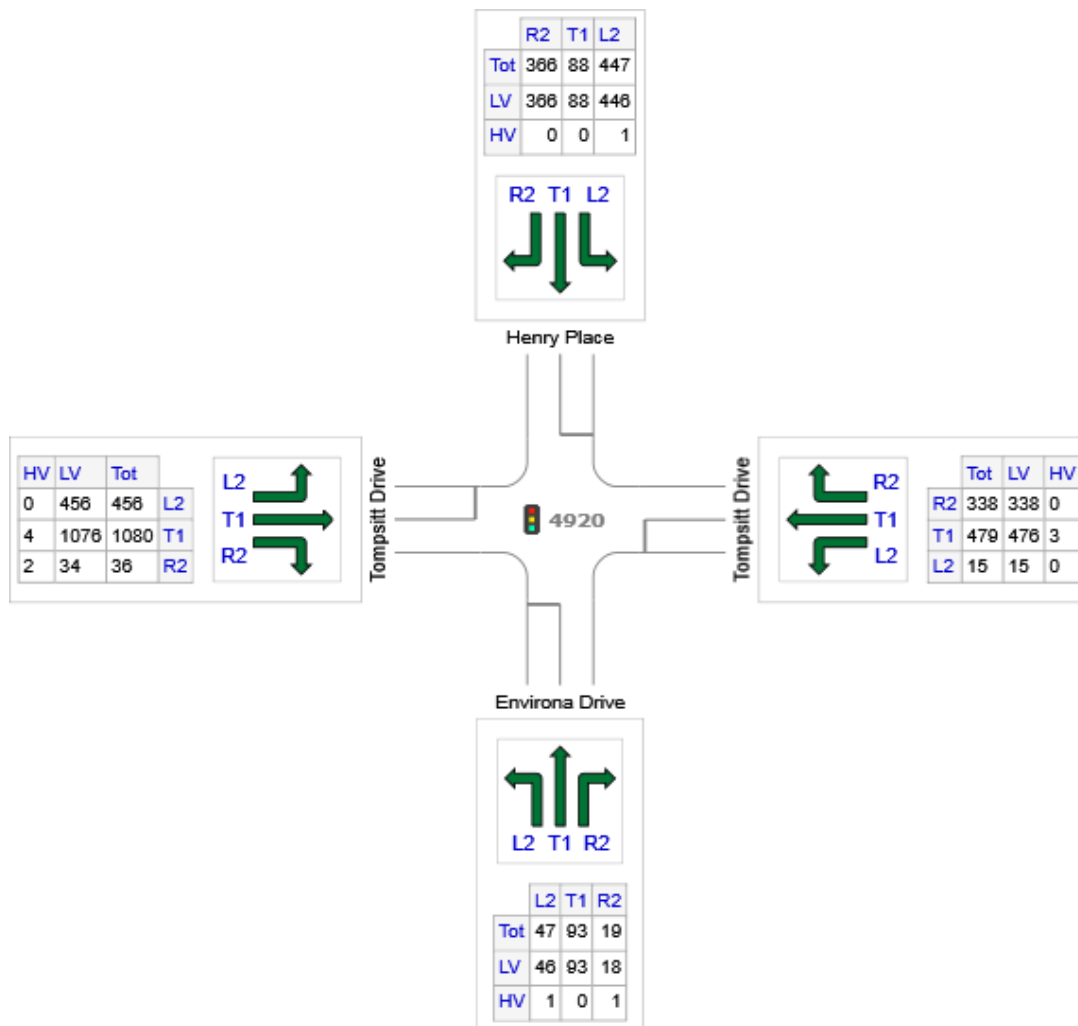 R2 T1 L2
Tot 366 88 447
LV 366 88 446
HV 0 0 1
R2 T1 L2
Henry Place
HV LV Tot
0 456 456 L2
4 1076 1080 T1
2 34 36 R2
L2
T1
R2
Tompsitt Drive
4920
Tompsitt Drive
R2
T1
L2
Tot LV HV
R2 338 338 0
T1 479 476 3
L2 15 15 0
Environa Drive
L2 T1 R2
L2 T1 R2
Tot 47 93 19
LV 46 93 18
HV 1 0 1